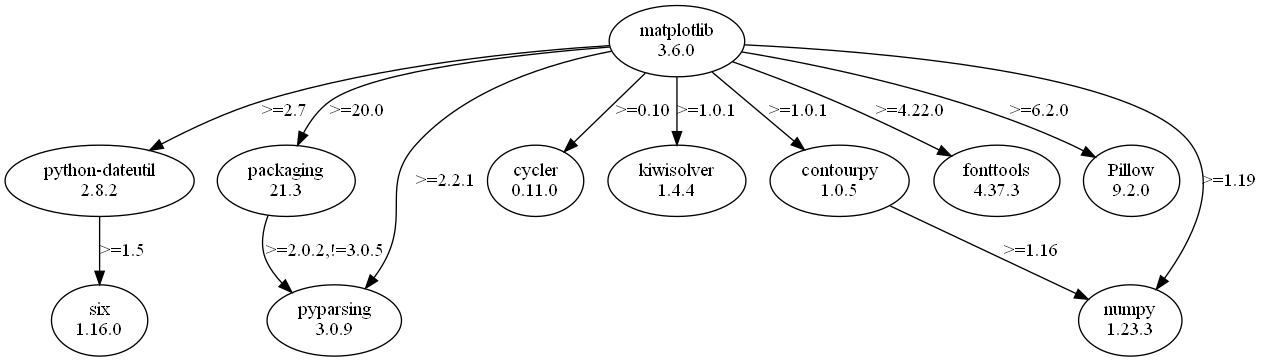 matplotlib
3.6.0
>=2.7
>=20.0
>=0.10
>=1.0.1
>=1.0.1
>=4.22.0
>=6.2.0
python-dateutil
2.8.2
packaging
21.3
>=2.2.1
cycler
0.11.0
kiwisolver
1.4.4
contourpy
1.0.5
fonttools
4.37.3
Pillow
9.2.0
>=1.19
>=1.5
>=2.0.2,!=3.0.5
>=1.16
six
1.16.0
pyparsing
3.0.9
numpy
1.23.3